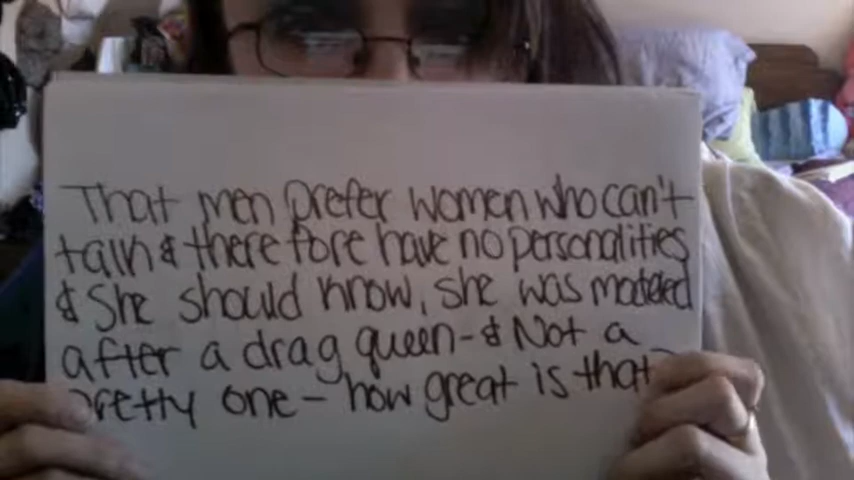 That men prefer women who can't
talk & there fore have no personalities
& She should know, she was modeled
after a drag queen - & Not a
pretty one - how great is that